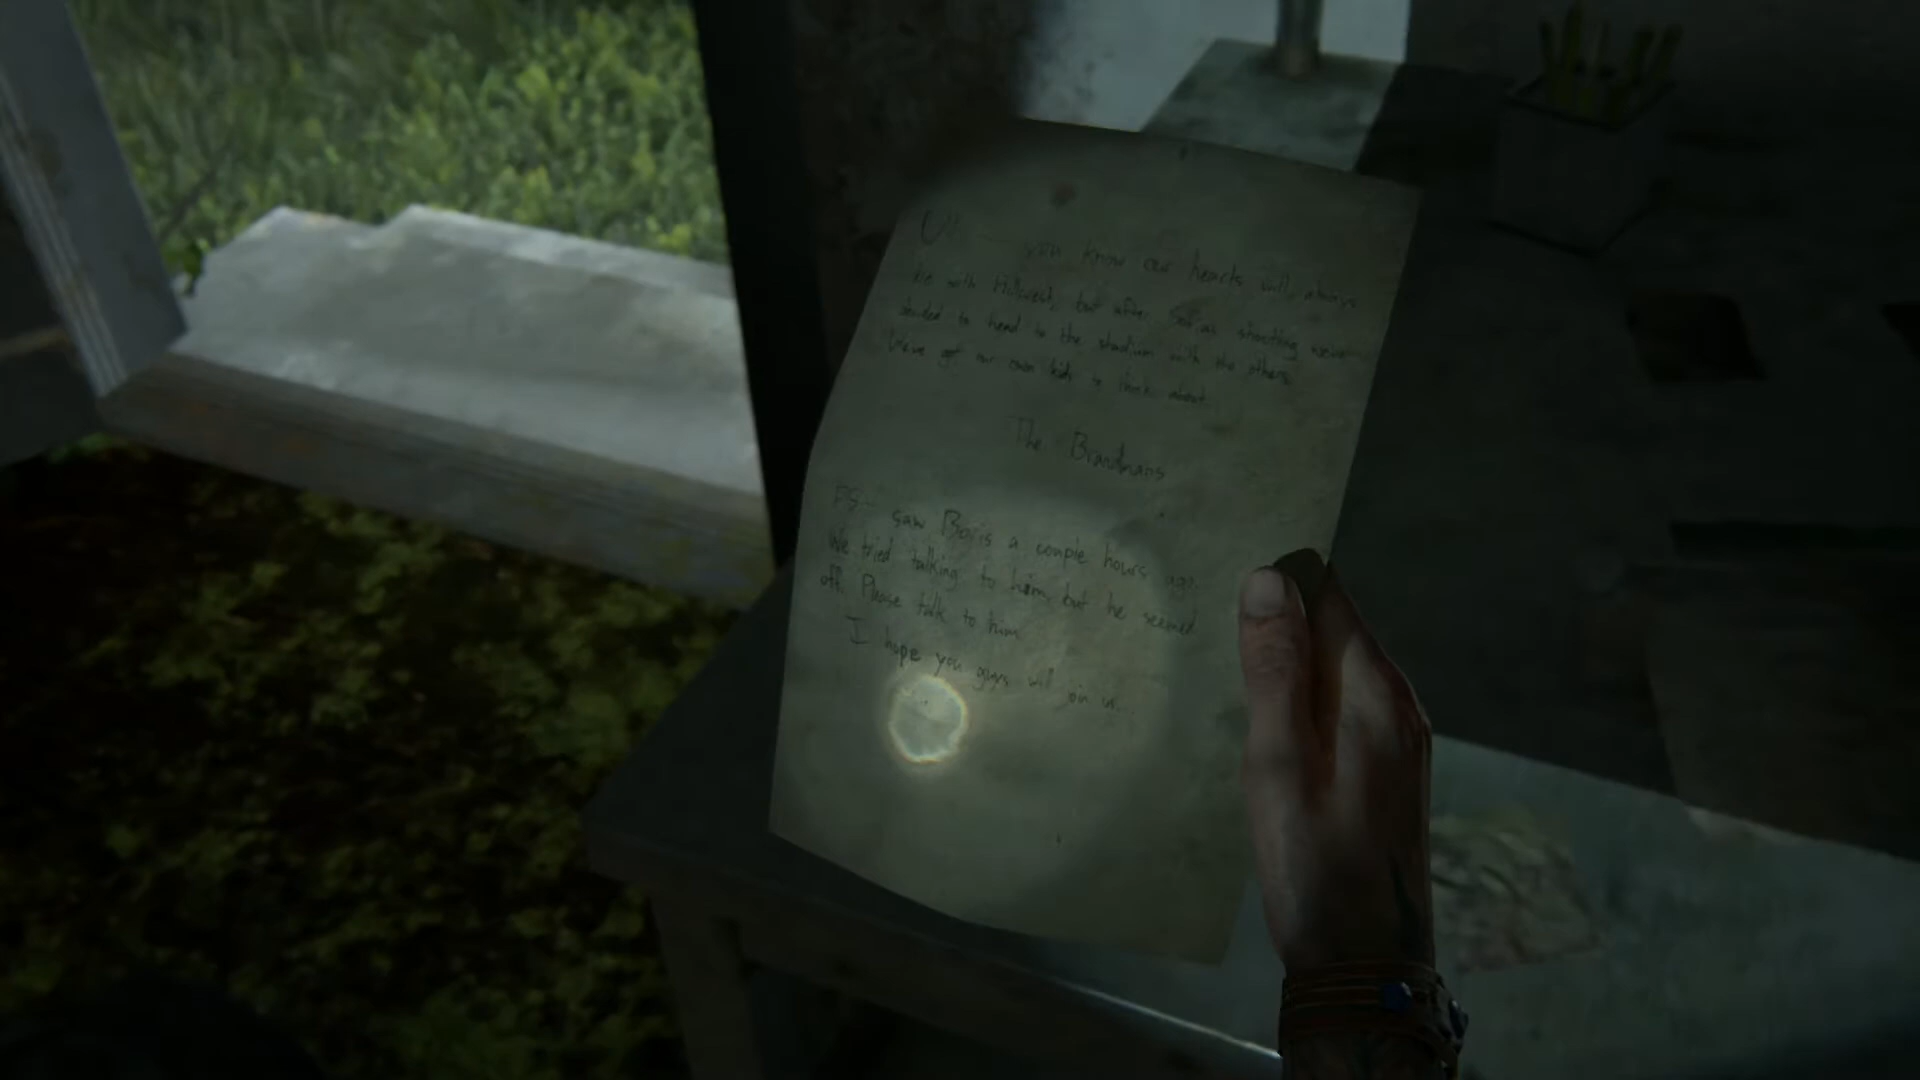 you know our hearts will always
be with Hillcrest, but after shooting we've
decided to head to the stadium with the others.
We've got our own kids to think about.
The Brandmans
PS - saw Boris a couple hours ago.
We tried talking to him, but he seemed
off. Please talk to him.
I hope you guys will join us.